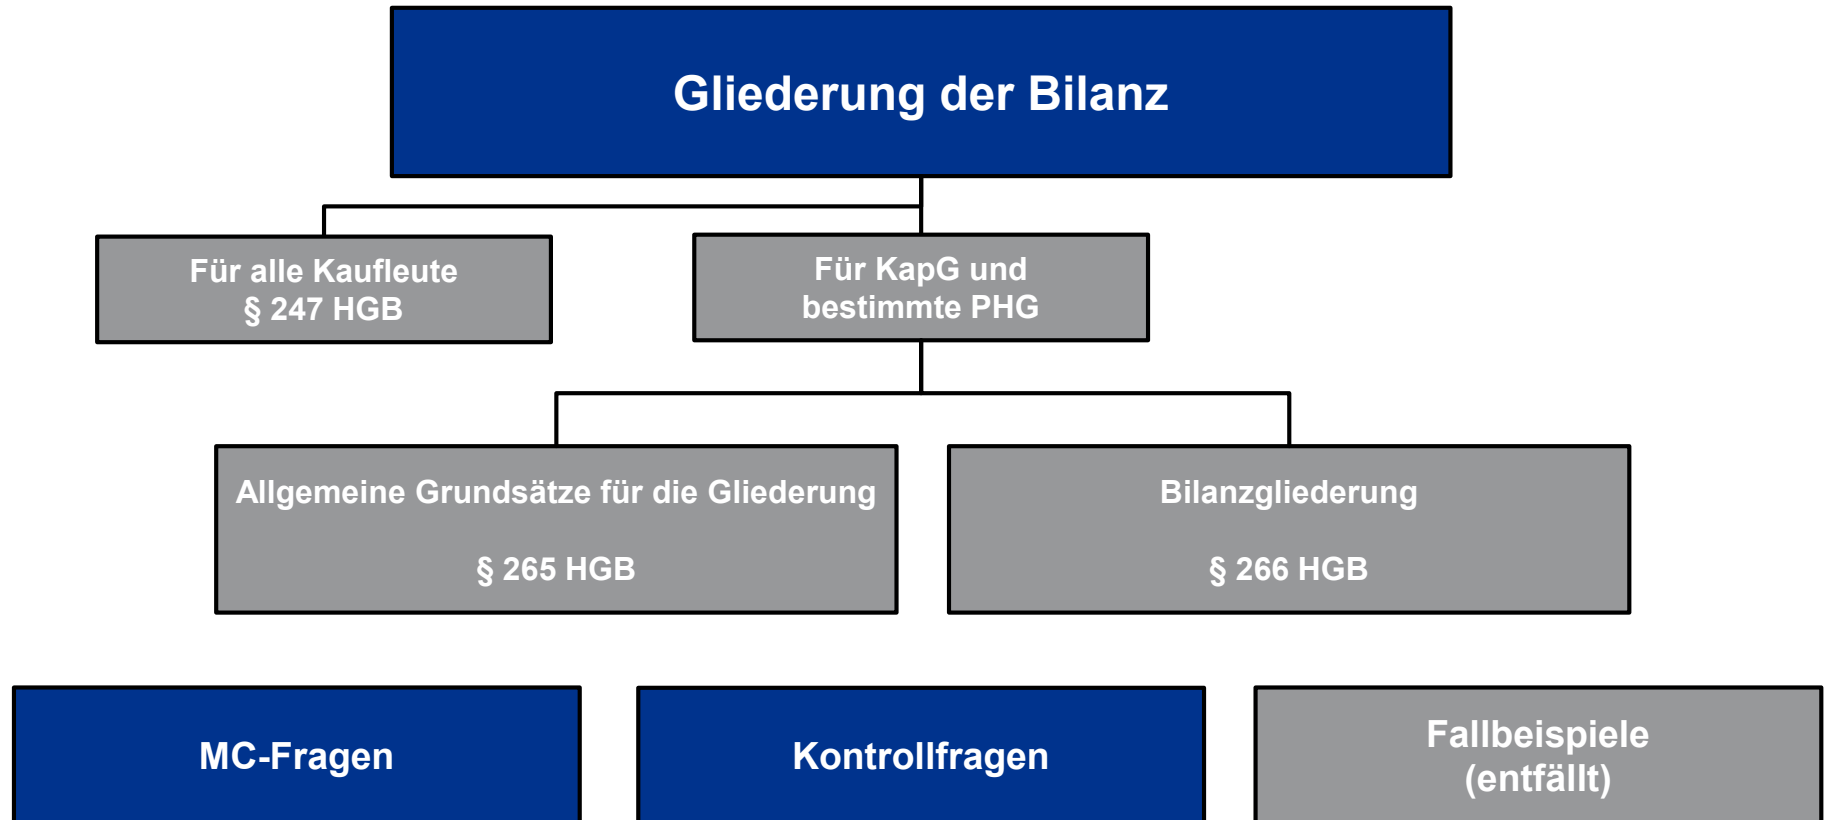 Gliederung der Bilanz
Für alle Kaufleute
§ 247 HGB
Für KapG und
bestimmte PHG
Allgemeine Grundsätze für die Gliederung
§ 265 HGB
Bilanzgliederung
§ 266 HGB
MC-Fragen
Kontrollfragen
Fallbeispiele
(entfällt)